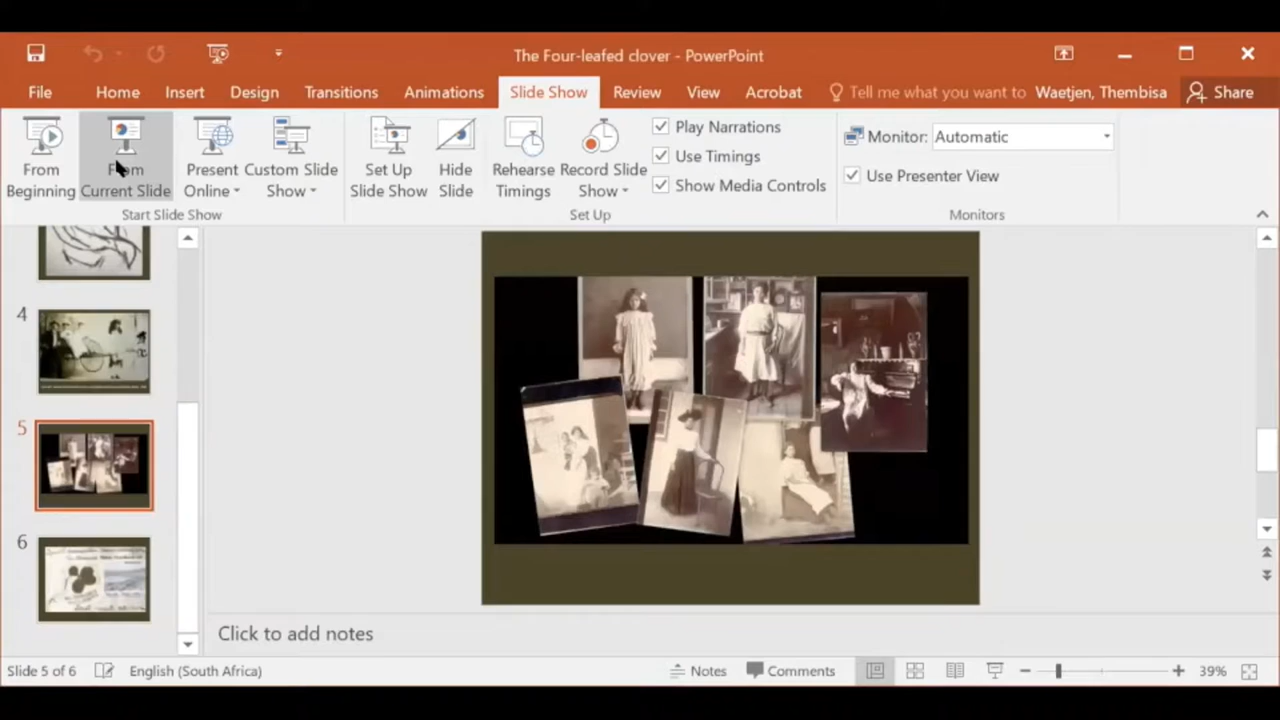 The Four-leafed clover - PowerPoint
File Home Insert Design Transitions Animations Slide Show Review View Acrobat Tell me what you want to Waetjen, Thembisa Share
From Beginning
From Current Slide
Present Online
Custom Slide Show
Set Up Slide Show
Hide Slide
Rehearse Timings
Record Slide Show
Play Narrations
Use Timings
Show Media Controls
Monitor: Automatic
Use Presenter View
Start Slide Show
Set Up
Monitors
4
5
6
Click to add notes
Slide 5 of 6 English (South Africa) Notes Comments 39%